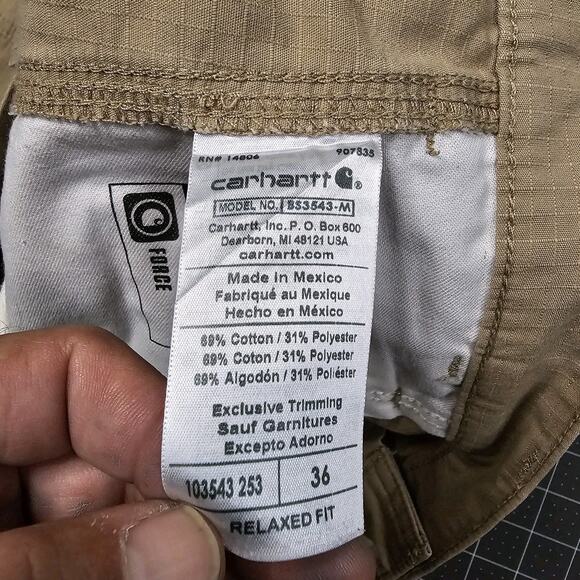 RN# 14806 907835
carhartt
MODEL NO. BS3543-M
Carhartt, Inc. P. O. Box 600
Dearborn, MI 48121 USA
carhartt.com
Made in Mexico
Fabriqué au Mexique
Hecho en México
69% Cotton / 31% Polyester
69% Coton / 31% Polyester
69% Algodón / 31% Poliéster
Exclusive Trimming
Sauf Garnitures
Excepto Adorno
103543 253 36
RELAXED FIT
FORCE